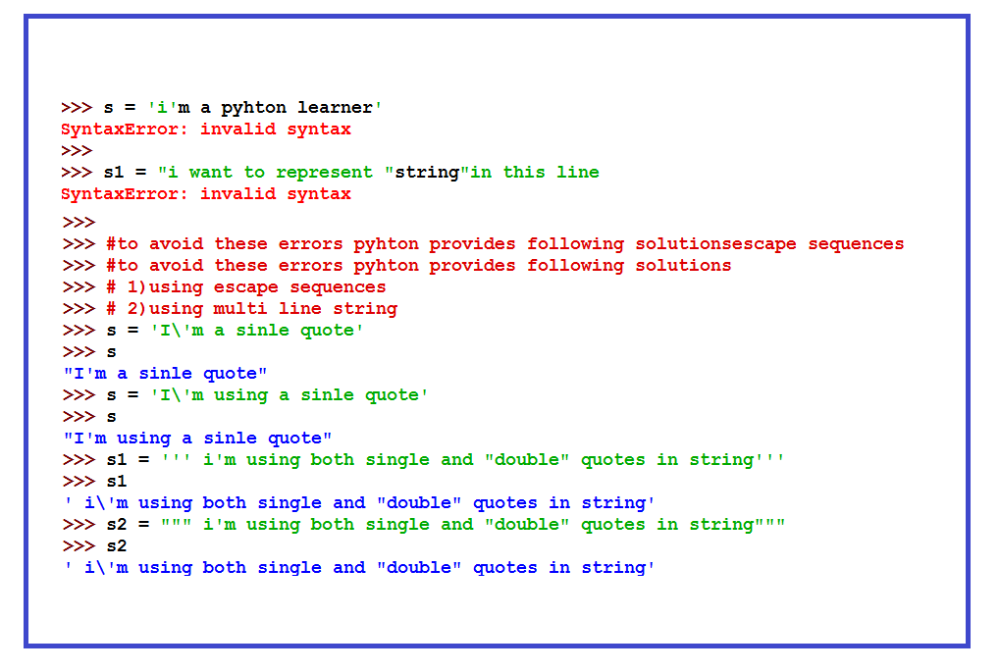 >>> s = 'i'm a pyhton learner'
SyntaxError: invalid syntax
>>>
>>> s1 = "i want to represent "string"in this line
SyntaxError: invalid syntax
>>>
>>> #to avoid these errors pyhton provides following solutionsescape sequences
>>> #to avoid these errors pyhton provides following solutions
>>> # 1)using escape sequences
>>> # 2)using multi line string
>>> s = 'I\'m a sinle quote'
>>> s
"I'm a sinle quote"
>>> s = 'I\'m using a sinle quote'
>>> s
"I'm using a sinle quote"
>>> s1 = ''' i'm using both single and "double" quotes in string'''
>>> s1
' i\'m using both single and "double" quotes in string'
>>> s2 = """ i'm using both single and "double" quotes in string"""
>>> s2
' i\'m using both single and "double" quotes in string'